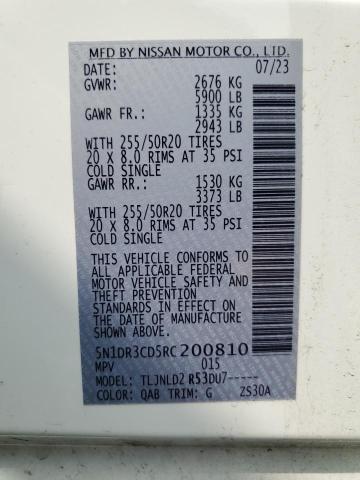 MFD BY NISSAN MOTOR CO., LTD.
DATE: 07/23
GVWR: 2676 KG
5900 LB
GAWR FR.: 1335 KG
2943 LB
WITH 255/50R20 TIRES
20 X 8.0 RIMS AT 35 PSI
COLD SINGLE
GAWR RR.: 1530 KG
3373 LB
WITH 255/50R20 TIRES
20 X 8.0 RIMS AT 35 PSI
COLD SINGLE
THIS VEHICLE CONFORMS TO
ALL APPLICABLE FEDERAL
MOTOR VEHICLE SAFETY AND
THEFT PREVENTION
STANDARDS IN EFFECT ON
THE DATE OF MANUFACTURE
SHOWN ABOVE.
5N1DR3CD5RC200810
MPV 015
MODEL: TLJNLD2 R53DU7-----
COLOR: QAB TRIM: G ZS30A